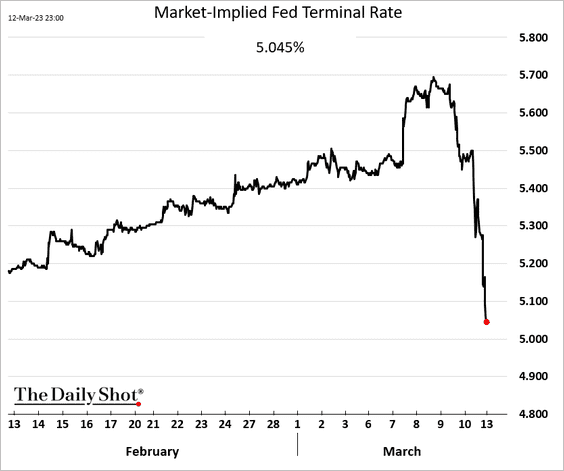 Market-Implied Fed Terminal Rate
12-Mar-23 23:00
5.045%
5.800
5.700
5.600
5.500
5.400
5.300
5.200
5.100
5.000
4.900
4.800
The Daily Shot®
13 14 15 16 17 20 21 22 23 24 27 28 1 2 3 6 7 8 9 10 13
February March